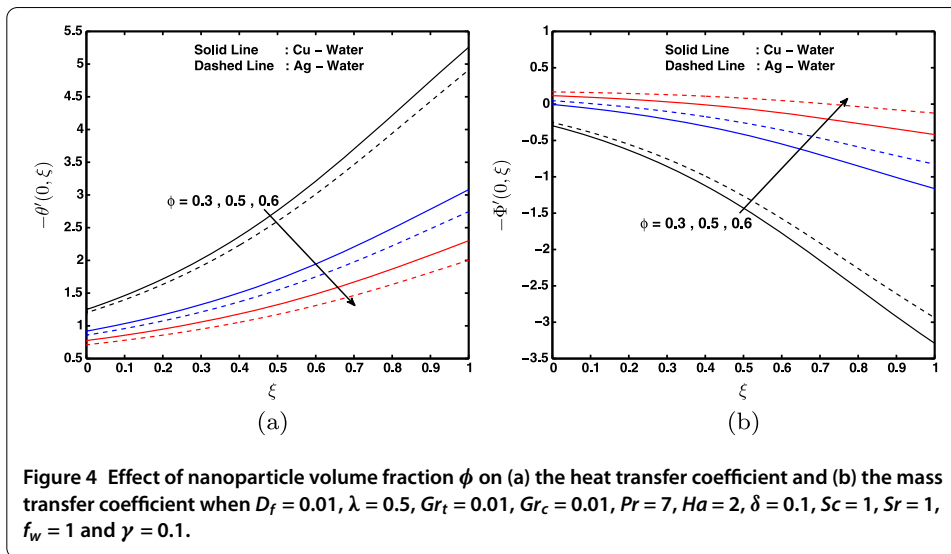 5.5
5
4.5
4
3.5
3
2.5
2
1.5
1
0.5
−θ′(0, ξ)
Solid Line : Cu – Water
Dashed Line : Ag – Water
ϕ = 0.3 , 0.5 , 0.6
0 0.1 0.2 0.3 0.4 0.5 0.6 0.7 0.8 0.9 1
ξ
(a)
1
0.5
0
−0.5
−1
−1.5
−2
−2.5
−3
−3.5
−Φ′(0, ξ)
Solid Line : Cu – Water
Dashed Line : Ag – Water
ϕ = 0.3 , 0.5 , 0.6
0 0.1 0.2 0.3 0.4 0.5 0.6 0.7 0.8 0.9 1
ξ
(b)
Figure 4 Effect of nanoparticle volume fraction ϕ on (a) the heat transfer coefficient and (b) the mass
transfer coefficient when D_f = 0.01, λ = 0.5, Gr_t = 0.01, Gr_c = 0.01, Pr = 7, Ha = 2, δ = 0.1, Sc = 1, Sr = 1,
f_w = 1 and γ = 0.1.